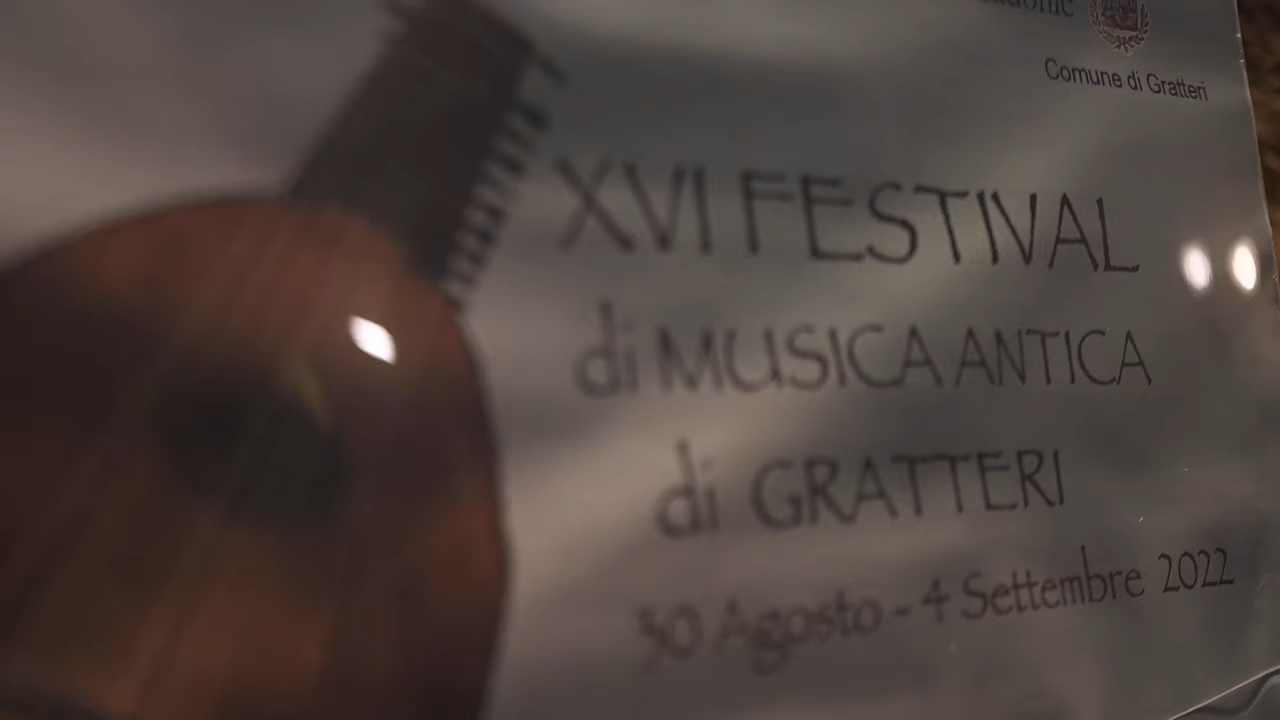 Comune di Gratteri
XVI FESTIVAL
di MUSICA ANTICA
di GRATTERI
30 Agosto - 4 Settembre 2022